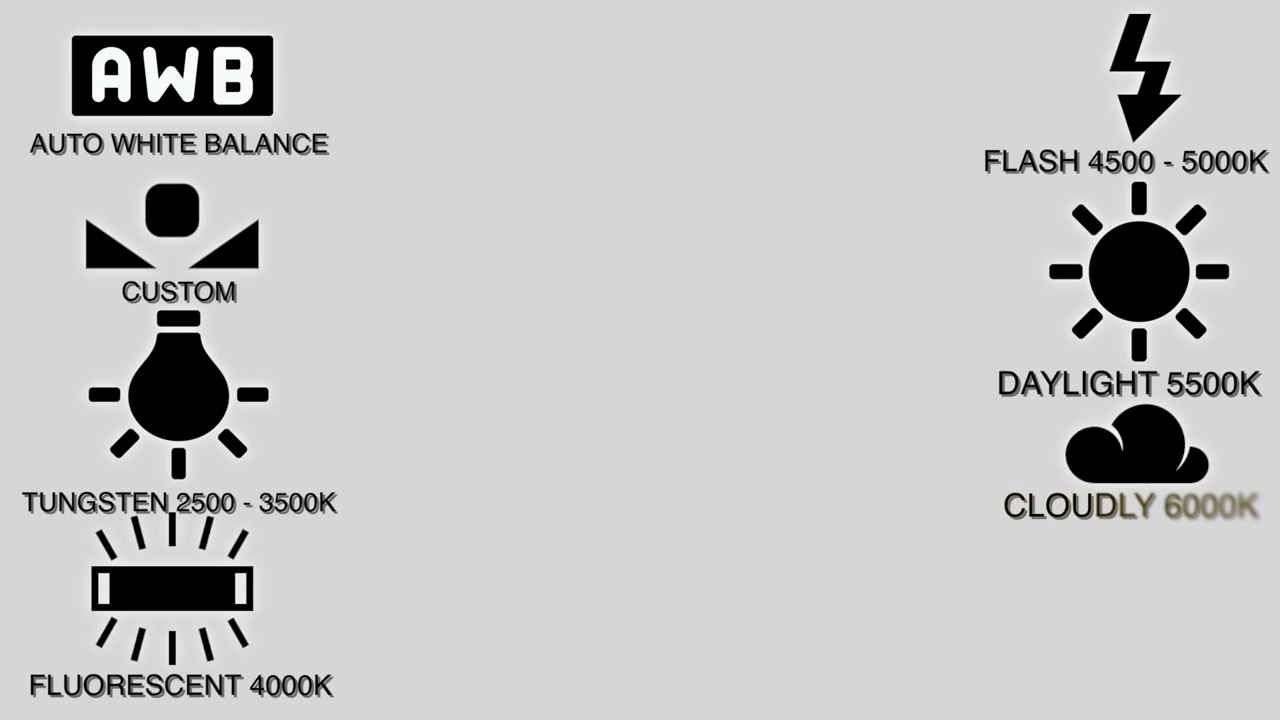 AWB
AUTO WHITE BALANCE
CUSTOM
TUNGSTEN 2500 - 3500K
FLUORESCENT 4000K
FLASH 4500 - 5000K
DAYLIGHT 5500K
CLOUDLY 6000K